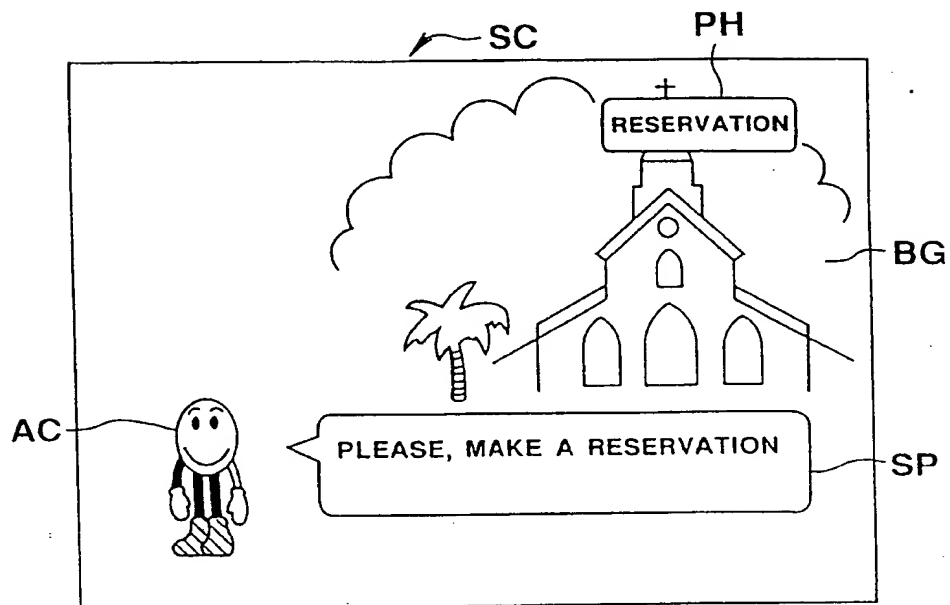 SC
PH
RESERVATION
BG
AC
PLEASE, MAKE A RESERVATION
SP